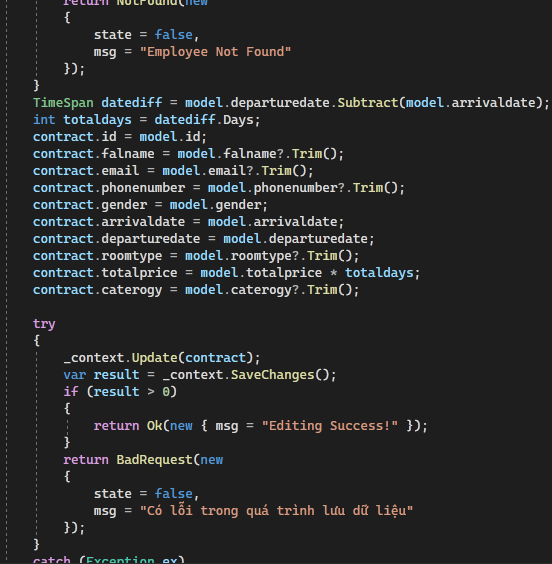 return NotFound(new
{
state = false,
msg = "Employee Not Found"
});
}
TimeSpan datediff = model.departuredate.Subtract(model.arrivaldate);
int totaldays = datediff.Days;
contract.id = model.id;
contract.falname = model.falname?.Trim();
contract.email = model.email?.Trim();
contract.phonenumber = model.phonenumber?.Trim();
contract.gender = model.gender;
contract.arrivaldate = model.arrivaldate;
contract.departuredate = model.departuredate;
contract.roomtype = model.roomtype?.Trim();
contract.totalprice = model.totalprice * totaldays;
contract.caterogy = model.caterogy?.Trim();
try
{
_context.Update(contract);
var result = _context.SaveChanges();
if (result > 0)
{
return Ok(new { msg = "Editing Success!" });
}
return BadRequest(new
{
state = false,
msg = "Có lỗi trong quá trình lưu dữ liệu"
});
}
catch (Exception ex)